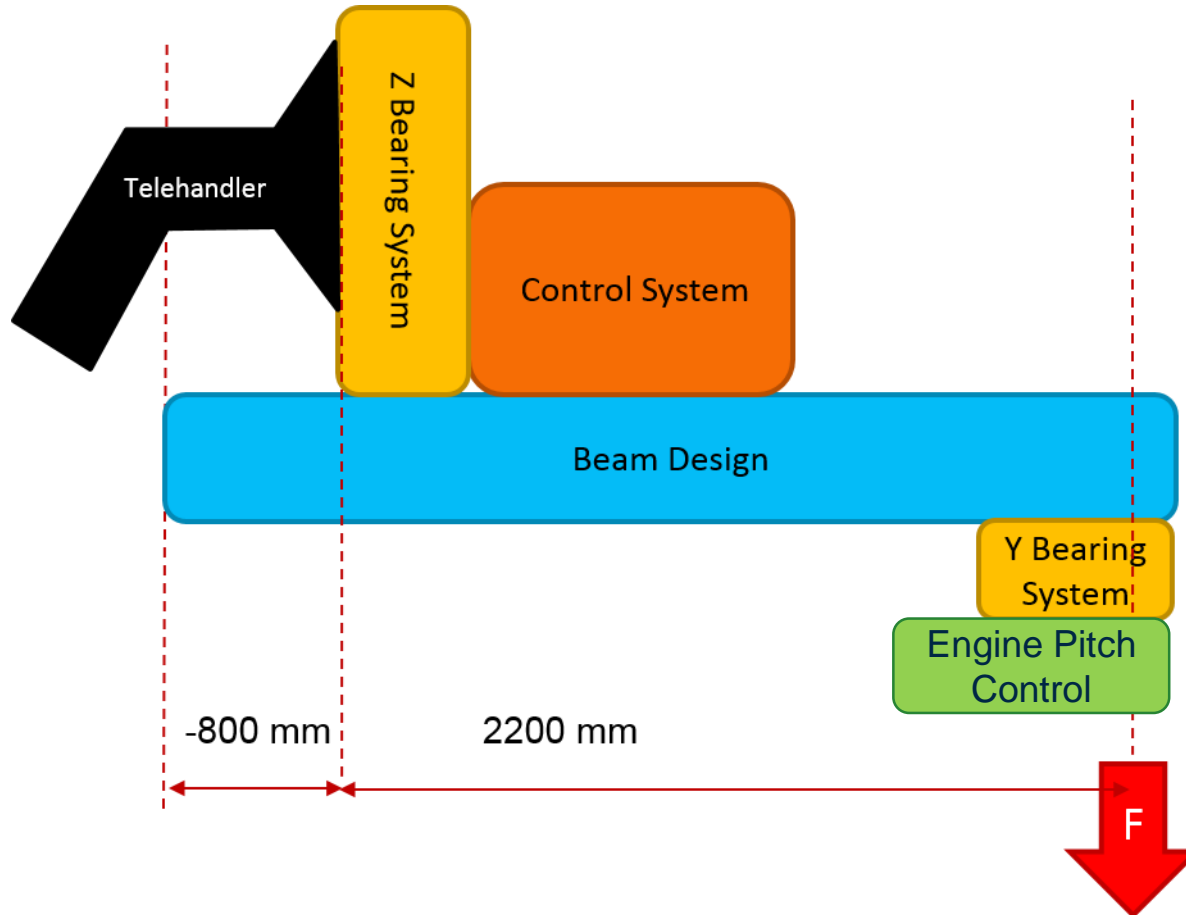 Z Bearing System
Telehandler
Control System
Beam Design
Y Bearing
System
Engine Pitch
Control
-800 mm
2200 mm
F